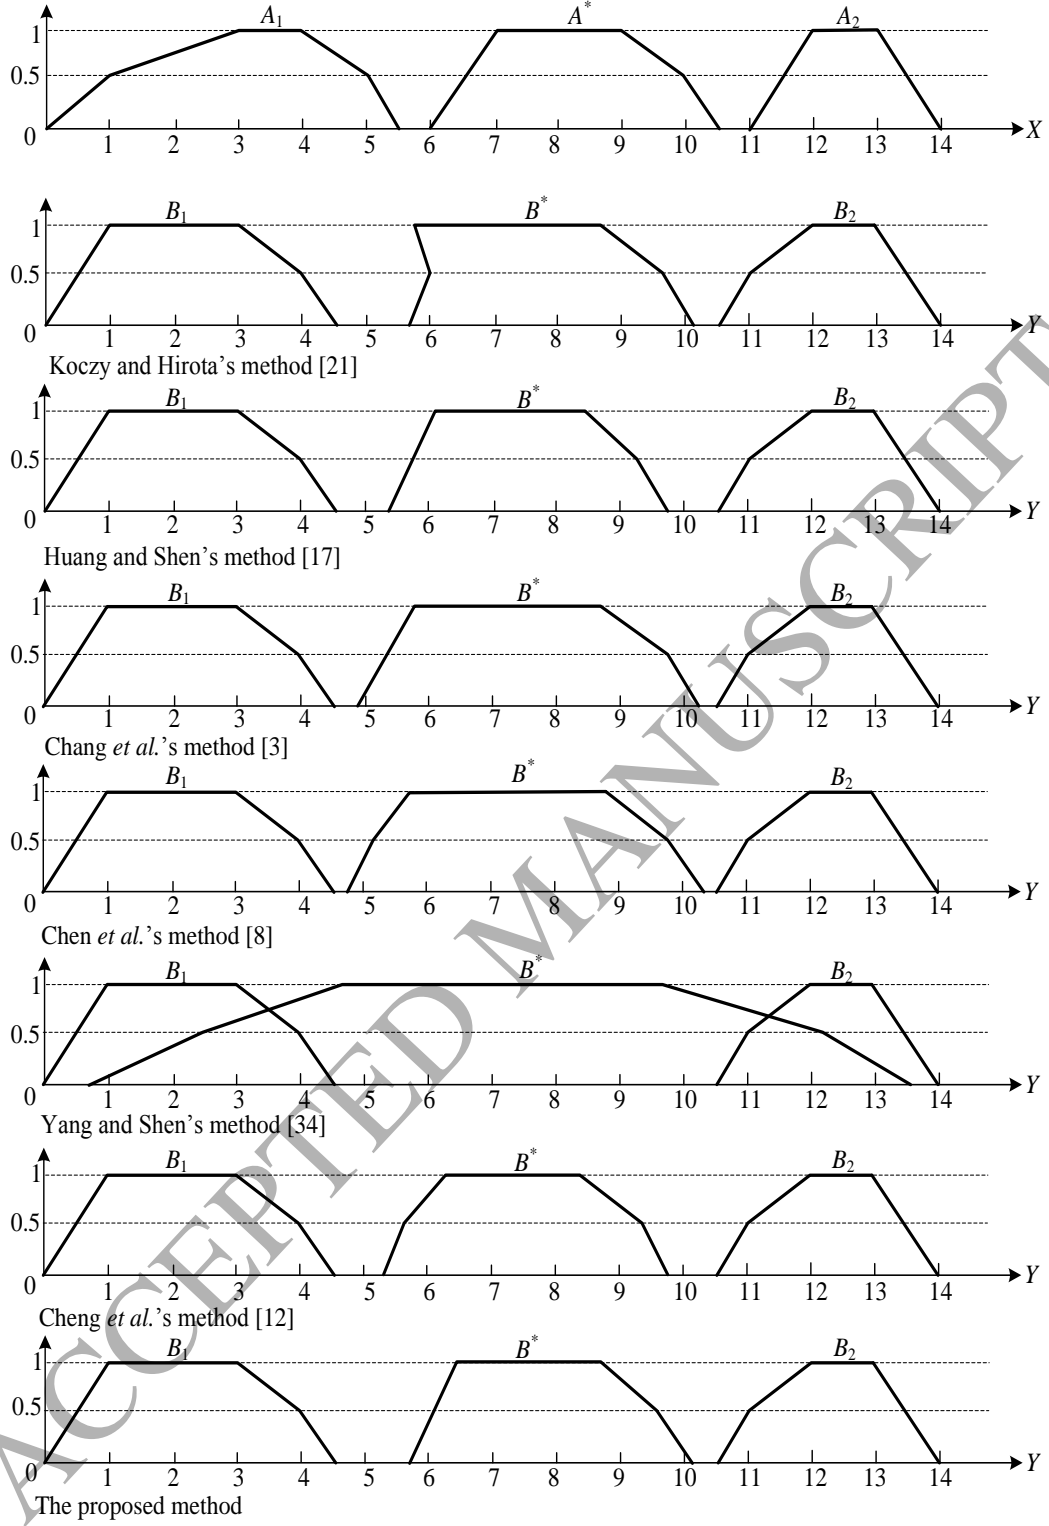 A1 A* A2
1
0.5
0 1 2 3 4 5 6 7 8 9 10 11 12 13 14 X
B1 B* B2
1
0.5
0 1 2 3 4 5 6 7 8 9 10 11 12 13 14 Y
Koczy and Hirota's method [21]
B1 B* B2
1
0.5
0 1 2 3 4 5 6 7 8 9 10 11 12 13 14 Y
Huang and Shen's method [17]
B1 B* B2
1
0.5
0 1 2 3 4 5 6 7 8 9 10 11 12 13 14 Y
Chang et al.'s method [3]
B1 B* B2
1
0.5
0 1 2 3 4 5 6 7 8 9 10 11 12 13 14 Y
Chen et al.'s method [8]
B1 B* B2
1
0.5
0 1 2 3 4 5 6 7 8 9 10 11 12 13 14 Y
Yang and Shen's method [34]
B1 B* B2
1
0.5
0 1 2 3 4 5 6 7 8 9 10 11 12 13 14 Y
Cheng et al.'s method [12]
B1 B* B2
1
0.5
0 1 2 3 4 5 6 7 8 9 10 11 12 13 14 Y
The proposed method
ACCEPTED MANUSCRIPT